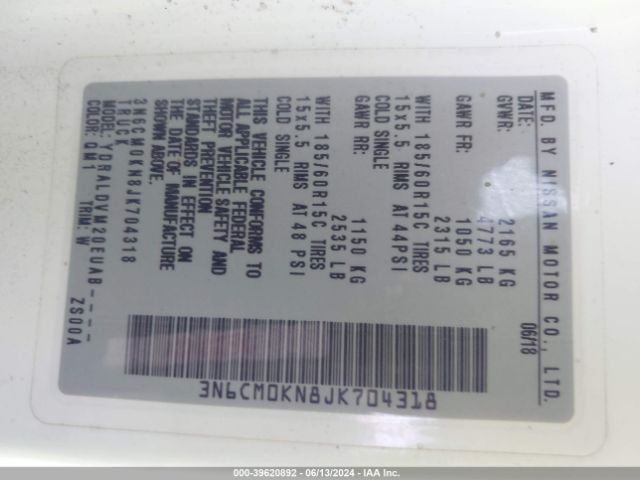 MFD. BY NISSAN MOTOR CO., LTD.
DATE: 06/18
GVWR: 2165 KG
4773 LB
GAWR FR: 1050 KG
2315 LB
WITH 185/60R15C TIRES
15x5.5 RIMS AT 44PSI
COLD SINGLE
GAWR RR: 1150 KG
2535 LB
WITH 185/60R15C TIRES
15x5.5 RIMS AT 48 PSI
COLD SINGLE
THIS VEHICLE CONFORMS TO
ALL APPLICABLE FEDERAL
MOTOR VEHICLE SAFETY AND
THEFT PREVENTION
STANDARDS IN EFFECT ON
THE DATE OF MANUFACTURE
SHOWN ABOVE.
3N6CM0KN8JK704318
TRUCK
MODEL: YDRALDVM20EUAB----
COLOR: QM1 TRIM: W ZS00A
3N6CM0KN8JK704318
000-39620892 - 06/13/2024 - IAA, Inc.